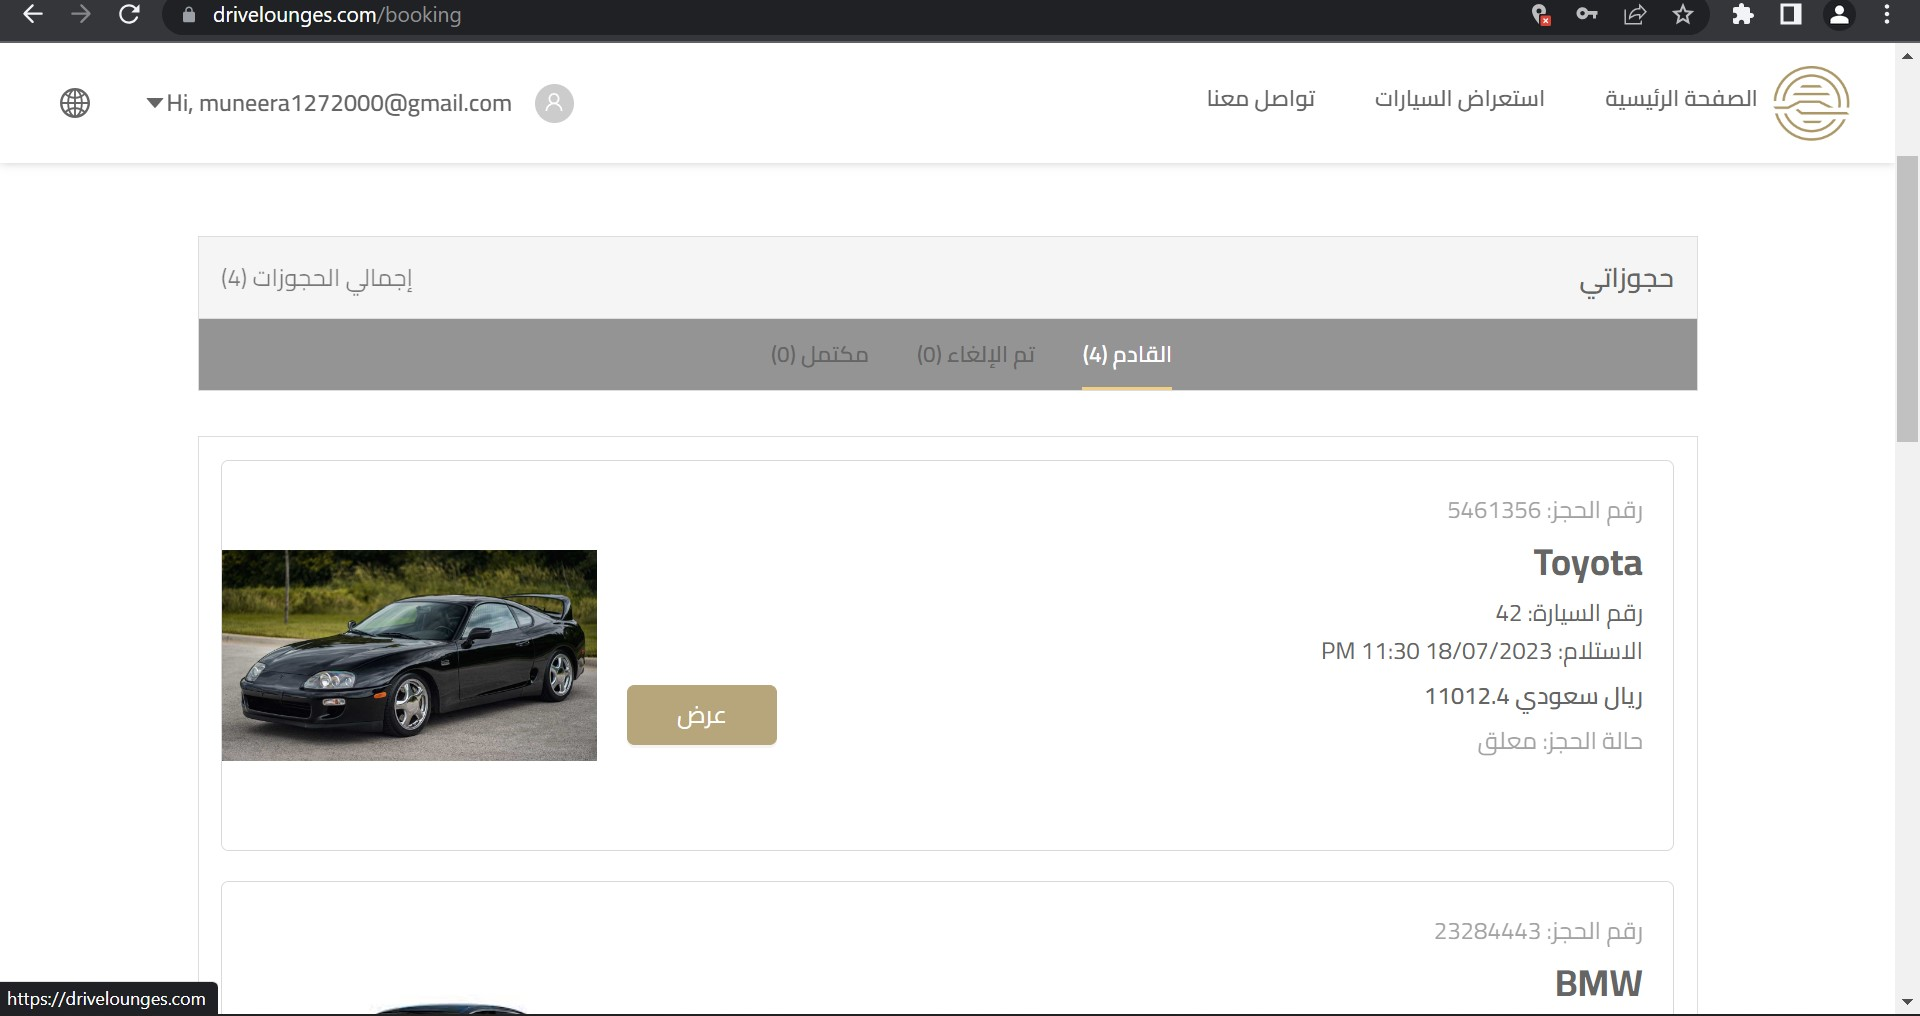 drivelounges.com/booking
الصفحة الرئيسية
استعراض السيارات
تواصل معنا
Hi, muneera1272000@gmail.com
حجوزاتي
إجمالي الحجوزات (4)
القادم (4)
تم الإلغاء (0)
مكتمل (0)
رقم الحجز: 5461356
Toyota
رقم السيارة: 42
الاستلام: 18/07/2023 11:30 PM
ريال سعودي 11012.4
حالة الحجز: معلق
عرض
رقم الحجز: 23284443
BMW
https://drivelounges.com